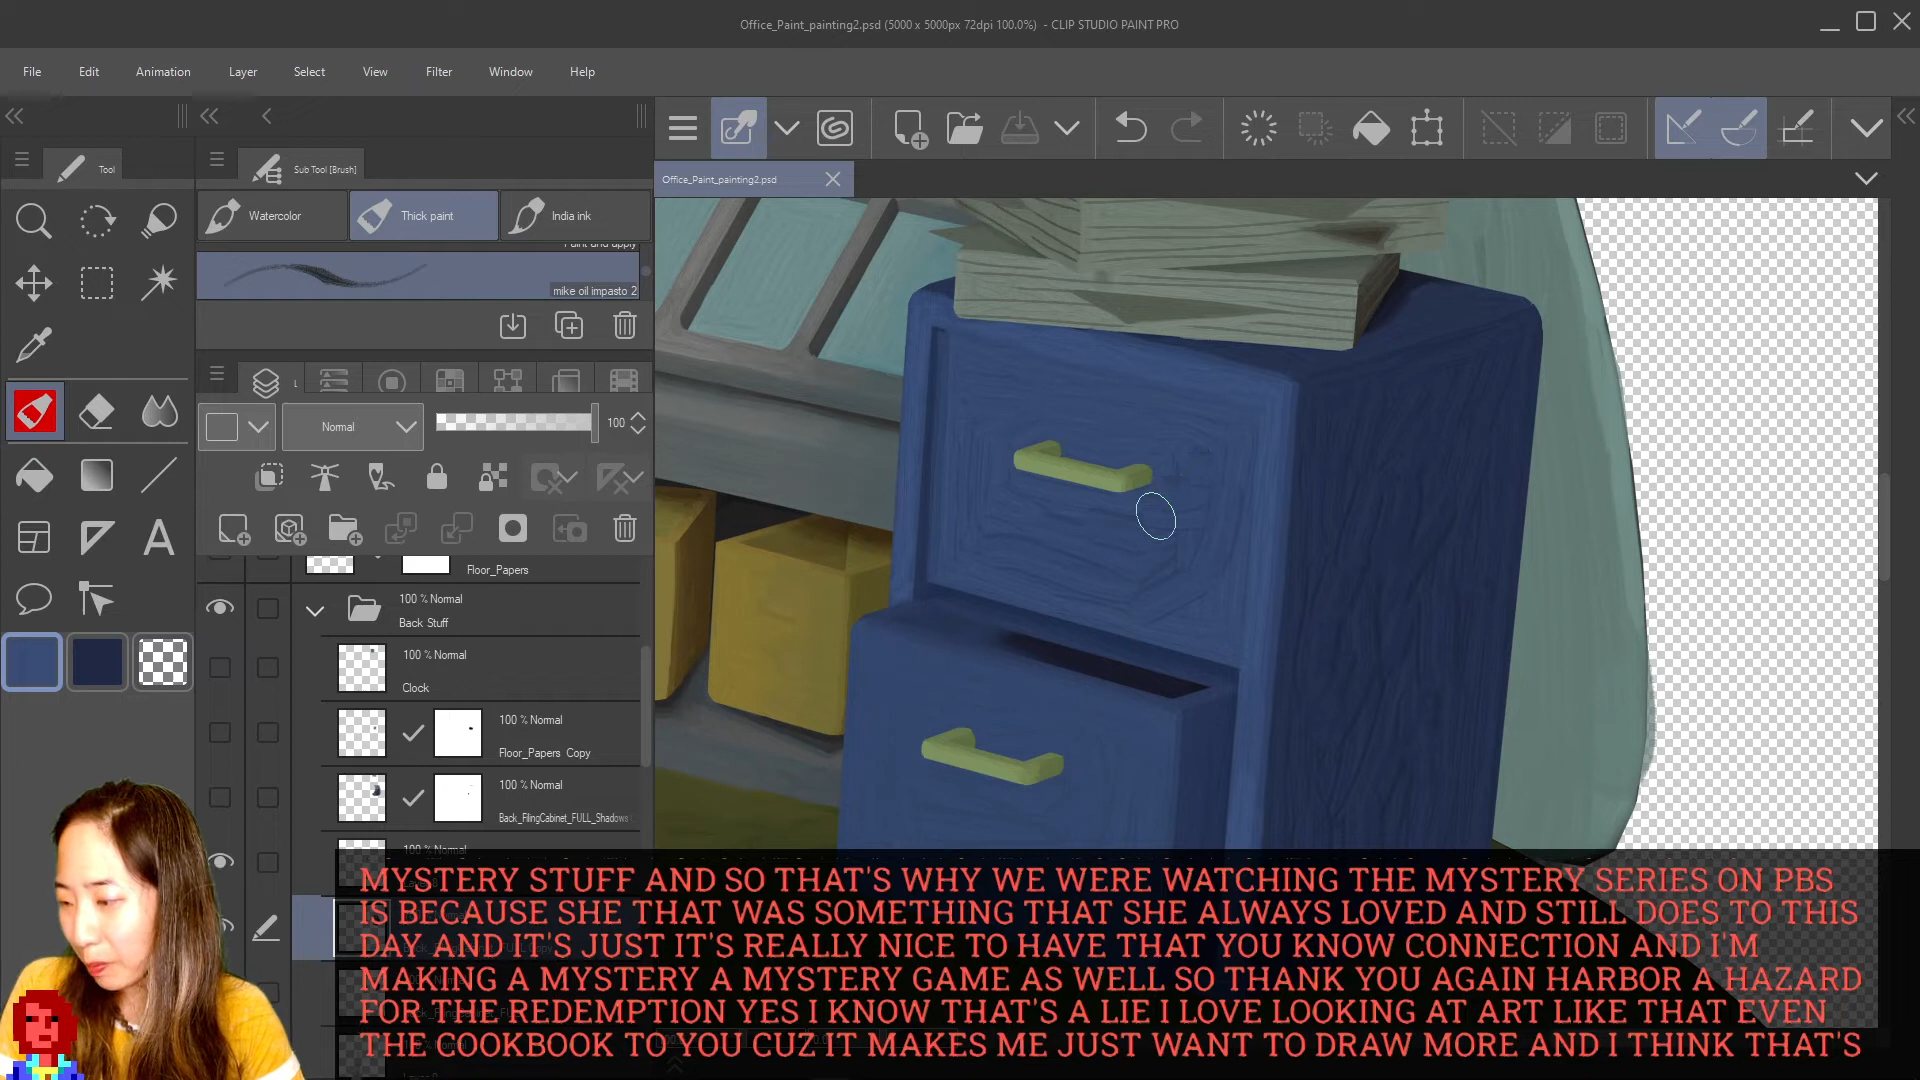 Office_Paint_painting2.psd (5000 x 5000px 72dpi 100.0%) - CLIP STUDIO PAINT PRO
File Edit Animation Layer Select View Filter Window Help
Tool
Sub Tool [Brush]
Office_Paint_painting2.psd
Watercolor
Thick paint
India ink
Paint and apply
mike oil impasto 2
Normal
100
Floor_Papers
100 % Normal
Back Stuff
100 % Normal
Clock
100 % Normal
Floor_Papers Copy
100 % Normal
Back_FilingCabinet_FULL_Shadows
100 % Normal
MYSTERY STUFF AND SO THAT'S WHY WE WERE WATCHING THE MYSTERY SERIES ON PBS
IS BECAUSE SHE THAT WAS SOMETHING THAT SHE ALWAYS LOVED AND STILL DOES TO THIS
DAY AND IT'S JUST IT'S REALLY NICE TO HAVE THAT YOU KNOW CONNECTION AND I'M
MAKING A MYSTERY A MYSTERY GAME AS WELL SO THANK YOU AGAIN HARBOR A HAZARD
FOR THE REDEMPTION YES I KNOW THAT'S A LIE I LOVE LOOKING AT ART LIKE THAT EVEN
THE COOKBOOK TO YOU CUZ IT MAKES ME JUST WANT TO DRAW MORE AND I THINK THAT'S